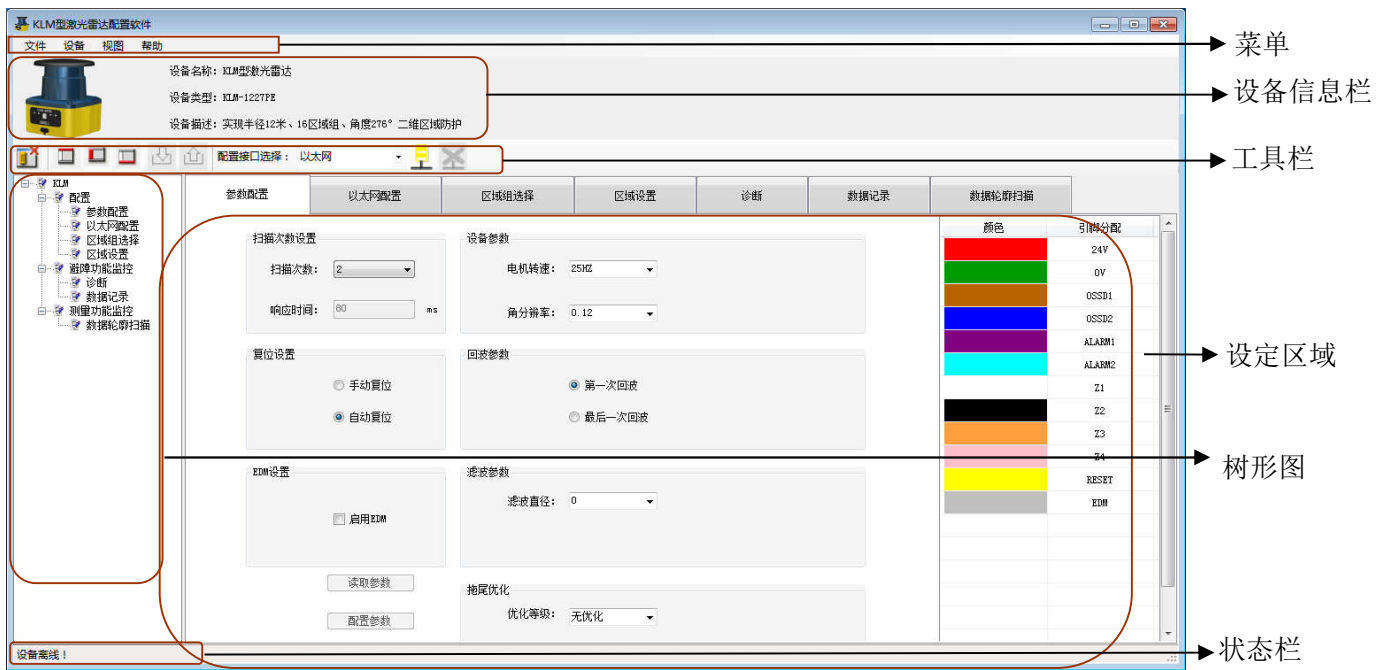 KLM型激光雷达配置软件
文件 设备 视图 帮助
菜单
设备名称: KLM型激光雷达
设备类型: KLM-1227PE
设备描述: 实现半径12米、16区域组、角度276° 二维区域防护
设备信息栏
配置接口选择: 以太网
工具栏
KLM
配置
参数配置
以太网配置
区域组选择
区域设置
避障功能监控
诊断
数据记录
测量功能监控
数据轮廓扫描
参数配置 以太网配置 区域组选择 区域设置 诊断 数据记录 数据轮廓扫描
扫描次数设置
扫描次数: 2
响应时间: 80 ms
设备参数
电机转速: 25HZ
角分辨率: 0.12
复位设置
手动复位
自动复位
回波参数
第一次回波
最后一次回波
EDM设置
启用EDM
滤波参数
滤波直径: 0
读取参数
配置参数
拖尾优化
优化等级: 无优化
颜色 引脚分配
24V
0V
OSSD1
OSSD2
ALARM1
ALARM2
Z1
Z2
Z3
Z4
RESET
EDM
设定区域
树形图
设备离线！
状态栏